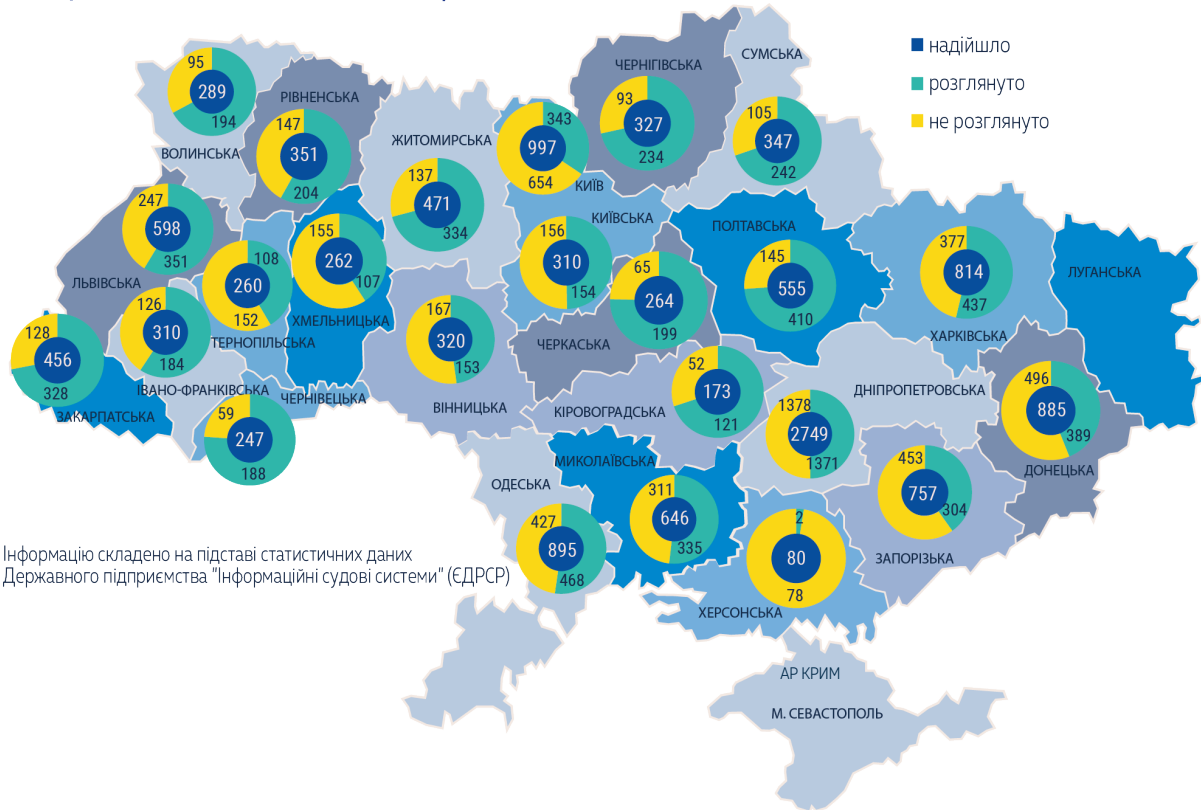 надійшло
розглянуто
не розглянуто
95
289
194
ВОЛИНСЬКА
РІВНЕНСЬКА
147
351
204
ЖИТОМИРСЬКА
137
471
334
343
997
654
КИЇВ
ЧЕРНІГІВСЬКА
93
327
234
СУМСЬКА
105
347
242
247
598
351
ЛЬВІВСЬКА
108
260
152
ТЕРНОПІЛЬСЬКА
155
262
107
ХМЕЛЬНИЦЬКА
КИЇВСЬКА
156
310
154
65
264
199
ЧЕРКАСЬКА
ПОЛТАВСЬКА
145
555
410
377
814
437
ХАРКІВСЬКА
ЛУГАНСЬКА
128
456
328
ЗАКАРПАТСЬКА
126
310
184
ІВАНО-ФРАНКІВСЬКА
59
247
188
ЧЕРНІВЕЦЬКА
167
320
153
ВІННИЦЬКА
52
173
121
КІРОВОГРАДСЬКА
ДНІПРОПЕТРОВСЬКА
1378
2749
1371
496
885
389
ДОНЕЦЬКА
453
757
304
ЗАПОРІЗЬКА
МИКОЛАЇВСЬКА
311
646
335
ОДЕСЬКА
427
895
468
2
80
78
ХЕРСОНСЬКА
Інформацію складено на підставі статистичних даних
Державного підприємства "Інформаційні судові системи" (ЄДРСР)
АР КРИМ
М. СЕВАСТОПОЛЬ